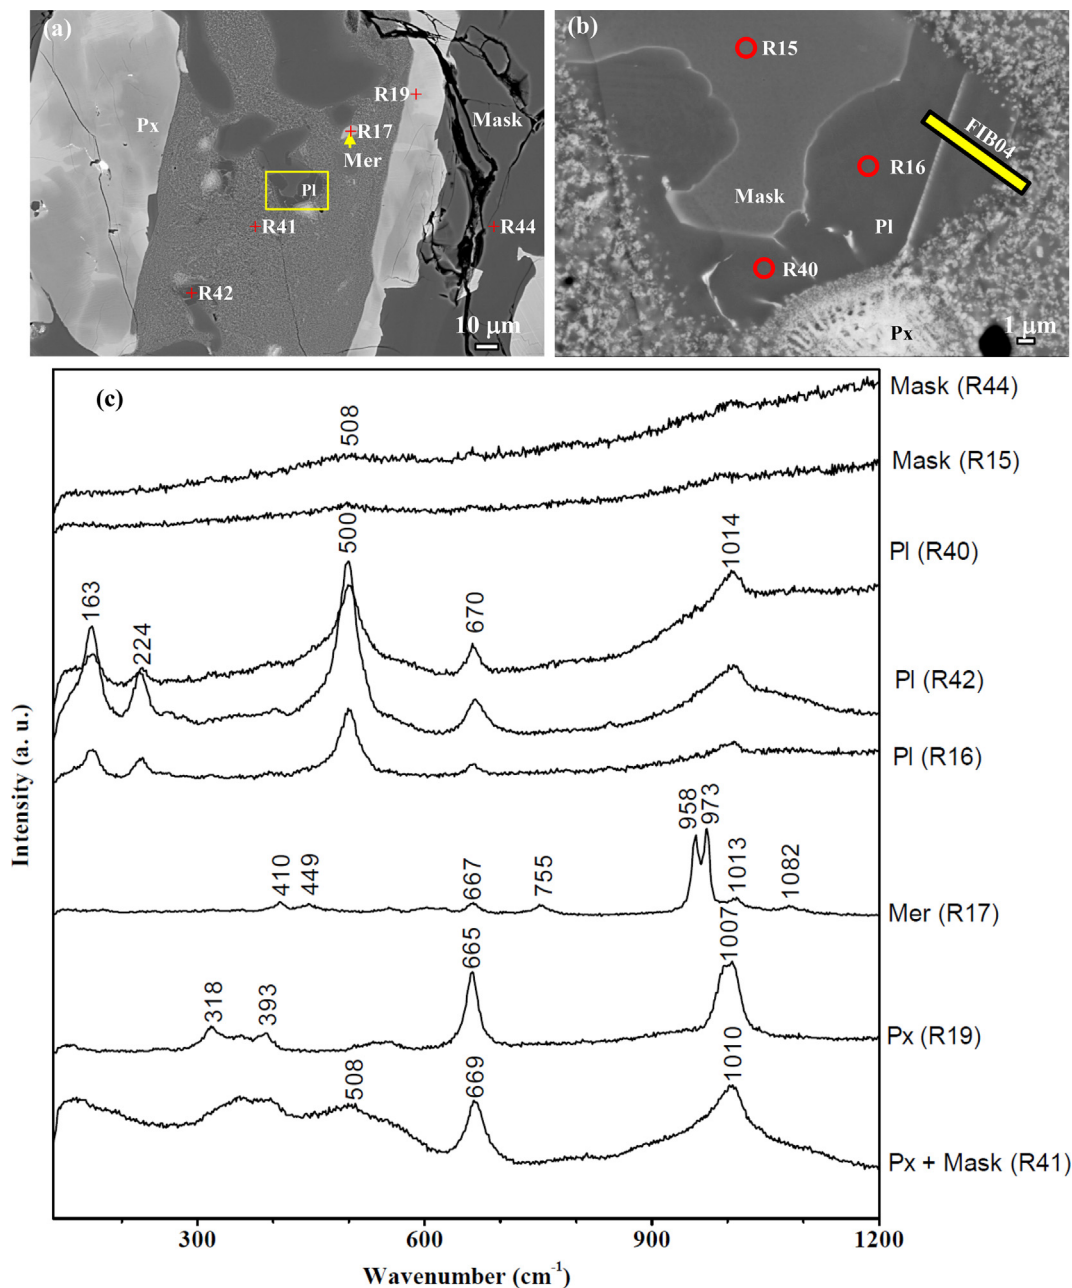 (a)
Px
R19
R17
Mer
Mask
Pl
R41
R44
R42
10 μm
(b)
R15
FIB04
R16
Mask
Pl
R40
Px
1 μm
(c)
Mask (R44)
508
Mask (R15)
500
1014
Pl (R40)
163
224
670
Pl (R42)
Pl (R16)
958
973
410
449
667
755
1013
1082
Mer (R17)
318
393
665
1007
Px (R19)
508
669
1010
Px + Mask (R41)
Intensity (a. u.)
300
600
900
1200
Wavenumber (cm⁻¹)